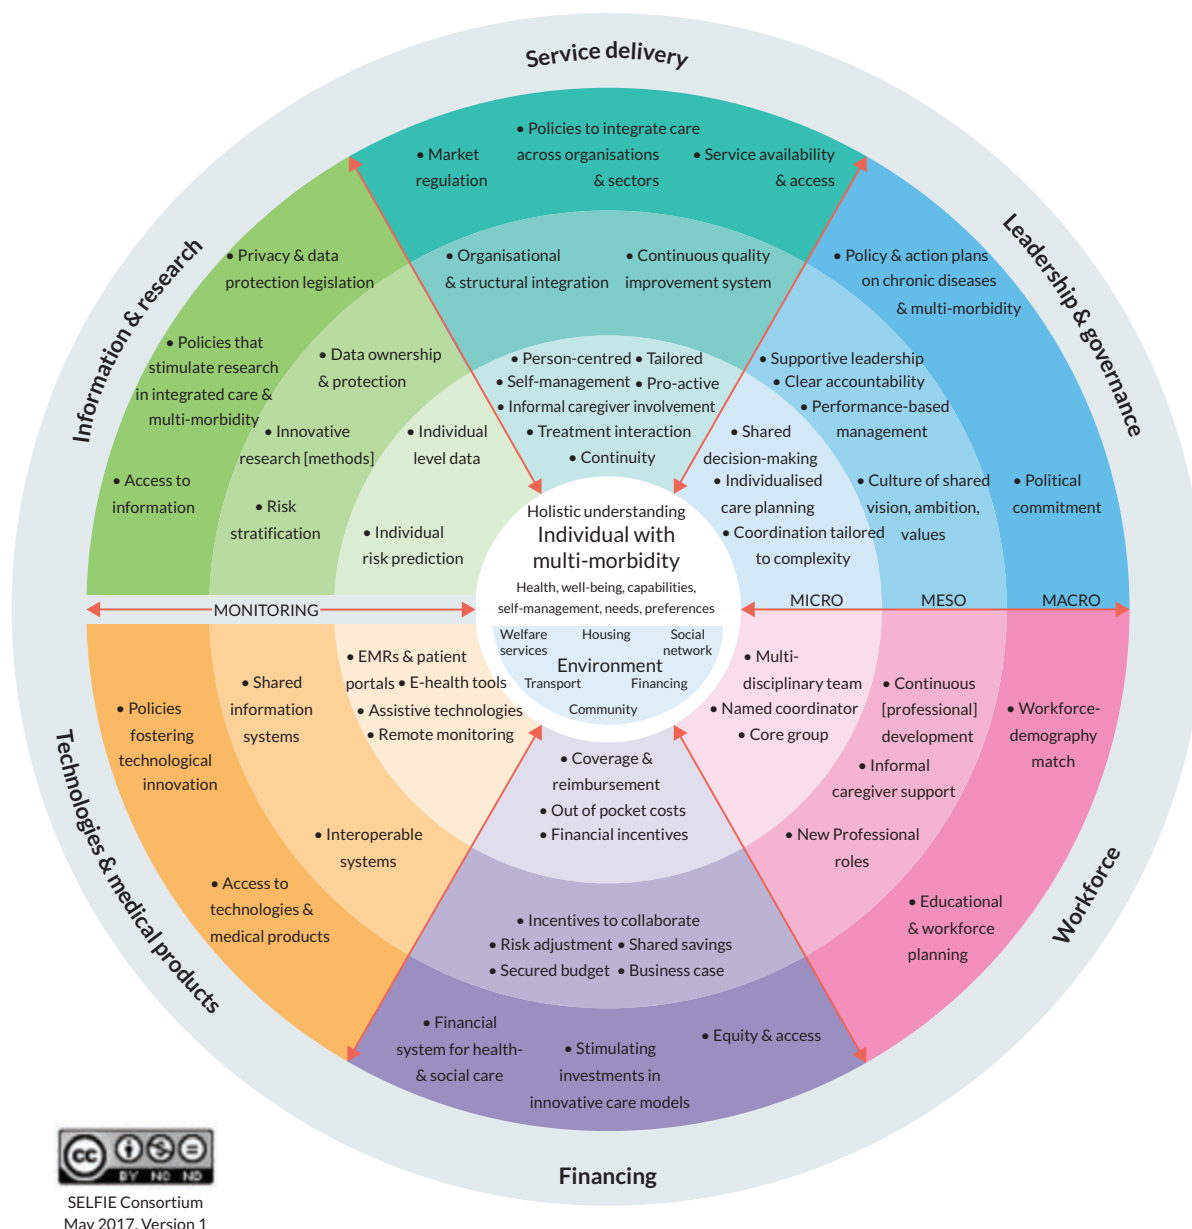 Service delivery
• Policies to integrate care
across organisations
& sectors
• Market
regulation
• Service availability
& access
• Organisational
& structural integration
• Continuous quality
improvement system
• Person-centred • Tailored
• Self-management • Pro-active
• Informal caregiver involvement
• Treatment interaction
• Continuity
Leadership & governance
• Policy & action plans
on chronic diseases
& multi-morbidity
• Political
commitment
• Supportive leadership
• Clear accountability
• Performance-based
management
• Culture of shared
vision, ambition,
values
• Shared
decision-making
• Individualised
care planning
• Coordination tailored
to complexity
Information & research
• Privacy & data
protection legislation
• Policies that
stimulate research
in integrated care &
multi-morbidity
• Access to
information
• Data ownership
& protection
• Innovative
research [methods]
• Risk
stratification
• Individual
level data
• Individual
risk prediction
Holistic understanding
Individual with
multi-morbidity
Health, well-being, capabilities,
self-management, needs, preferences
Welfare
services
Housing
Social
network
Environment
Transport
Financing
Community
MONITORING
MICRO
MESO
MACRO
Technologies & medical products
• EMRs & patient
portals • E-health tools
• Assistive technologies
• Remote monitoring
• Shared
information
systems
• Interoperable
systems
• Policies
fostering
technological
innovation
• Access to
technologies &
medical products
Workforce
• Multi-
disciplinary team
• Named coordinator
• Core group
• Continuous
[professional]
development
• Informal
caregiver support
• New Professional
roles
• Workforce-
demography
match
• Educational
& workforce
planning
• Coverage &
reimbursement
• Out of pocket costs
• Financial incentives
• Incentives to collaborate
• Risk adjustment • Shared savings
• Secured budget • Business case
• Financial
system for health-
& social care
• Stimulating
investments in
innovative care models
• Equity & access
Financing
cc
BY NC ND
SELFIE Consortium
May 2017, Version 1